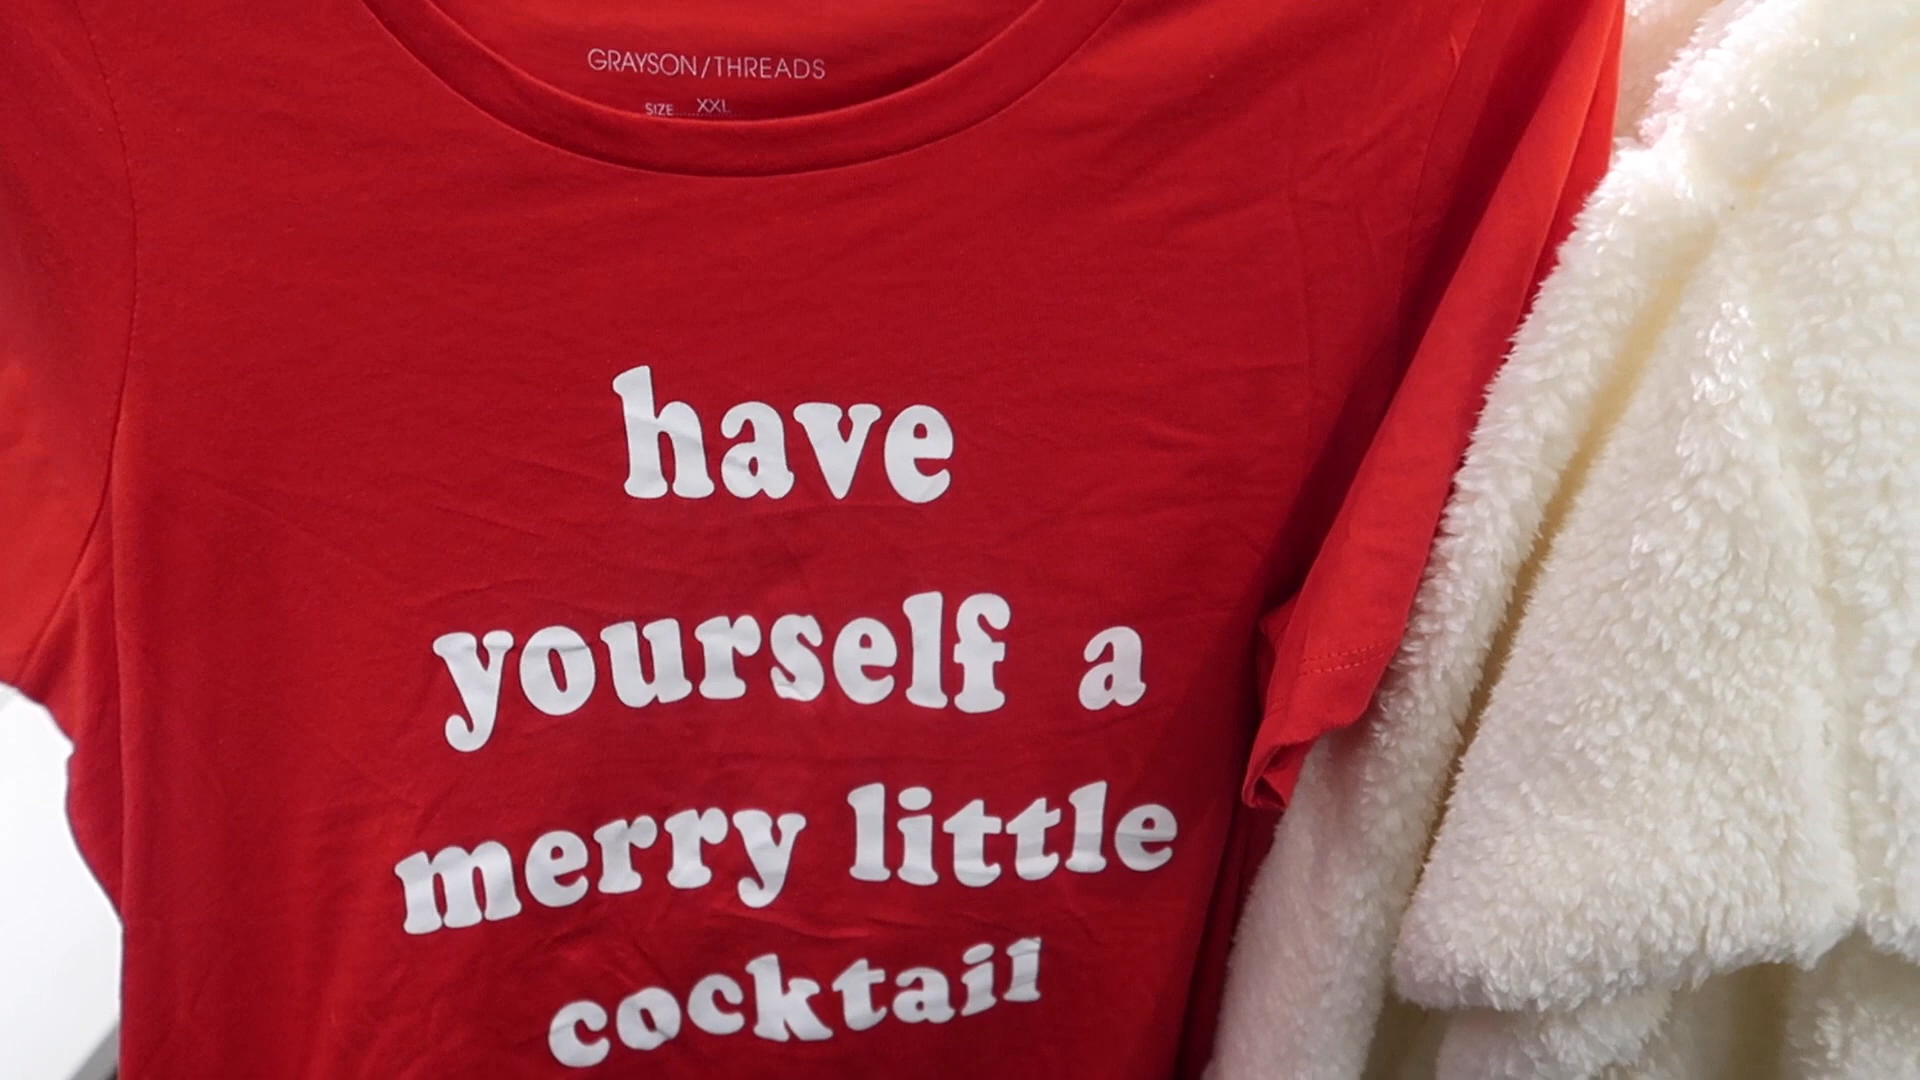 GRAYSON/THREADS
SIZE XXL
have
yourself a
merry little
cocktail